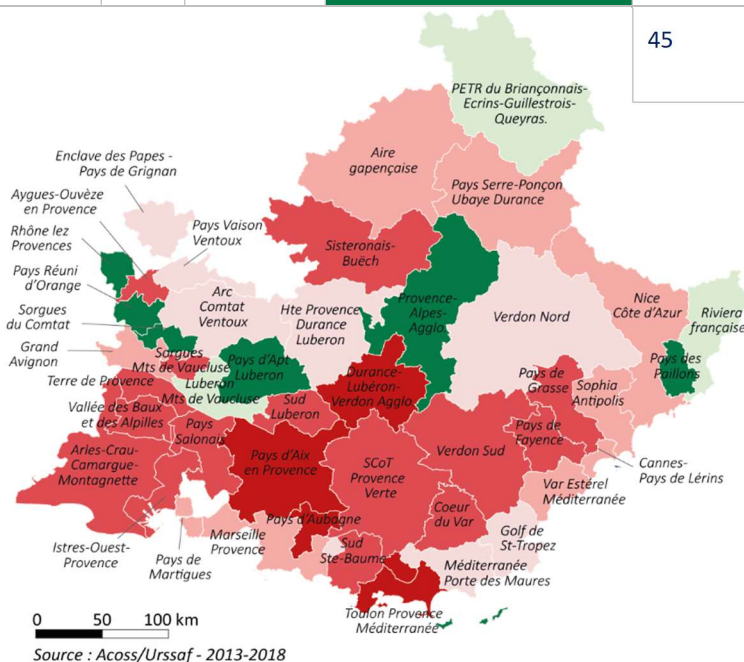 45
PETR du Briançonnais-
Ecrins-Guillestrois-
Queyras.
Aire
gapençaise
Pays Serre-Ponçon
Ubaye Durance
Enclave des Papes -
Pays de Grignan
Aygues-Ouvèze
en Provence
Rhône lez
Provences
Pays Vaison
Ventoux
Pays Réuni
d'Orange
Sorgues
du Comtat
Grand
Avignon
Sisteronais-
Buëch
Arc
Comtat
Ventoux
Hte Provence
Durance
Luberon
Provence-
Alpes-
Agglo.
Verdon Nord
Nice
Côte d'Azur
Riviera
française
Pays des
Paillons
Sorgues
Mts de Vaucluse
Pays d'Apt
Luberon
Luberon
Mts de Vaucluse
Terre de Provence
Vallée des Baux
et des Alpilles
Pays
Salonais
Sud
Luberon
Durance-
Lubéron-
Verdon Agglo.
Pays de
Grasse
Sophia
Antipolis
Pays de
Fayence
Arles-Crau-
Camargue-
Montagnette
Pays d'Aix
en Provence
SCoT
Provence
Verte
Verdon Sud
Cannes-
Pays de Lérins
Var Estérel
Méditerranée
Coeur
du Var
Pays d'Aubagne
Golf de
St-Tropez
Istres-Ouest-
Provence
Pays de
Martigues
Marseille
Provence
Sud
Ste-Baume
Méditerranée
Porte des Maures
Toulon Provence
Méditerranée
0 50 100 km
Source : Acoss/Urssaf - 2013-2018